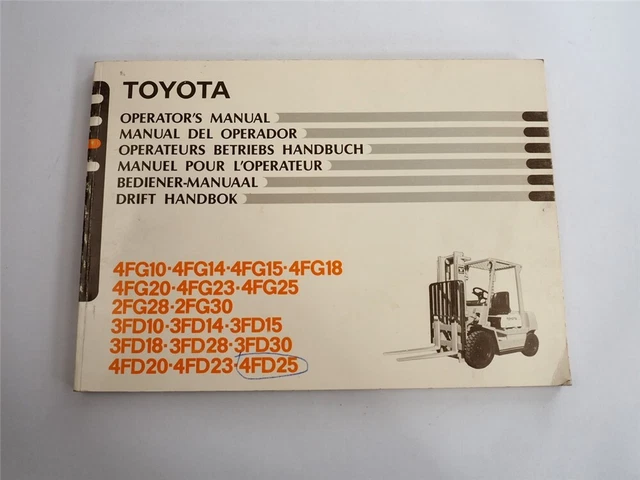 TOYOTA
OPERATOR'S MANUAL
MANUAL DEL OPERADOR
OPERATEURS BETRIEBS HANDBUCH
MANUEL POUR L'OPERATEUR
BEDIENER-MANUAAL
DRIFT HANDBOK
4FG10·4FG14·4FG15·4FG18
4FG20·4FG23·4FG25
2FG28·2FG30
3FD10·3FD14·3FD15
3FD18·3FD28·3FD30
4FD20·4FD23·4FD25
TOYOTA